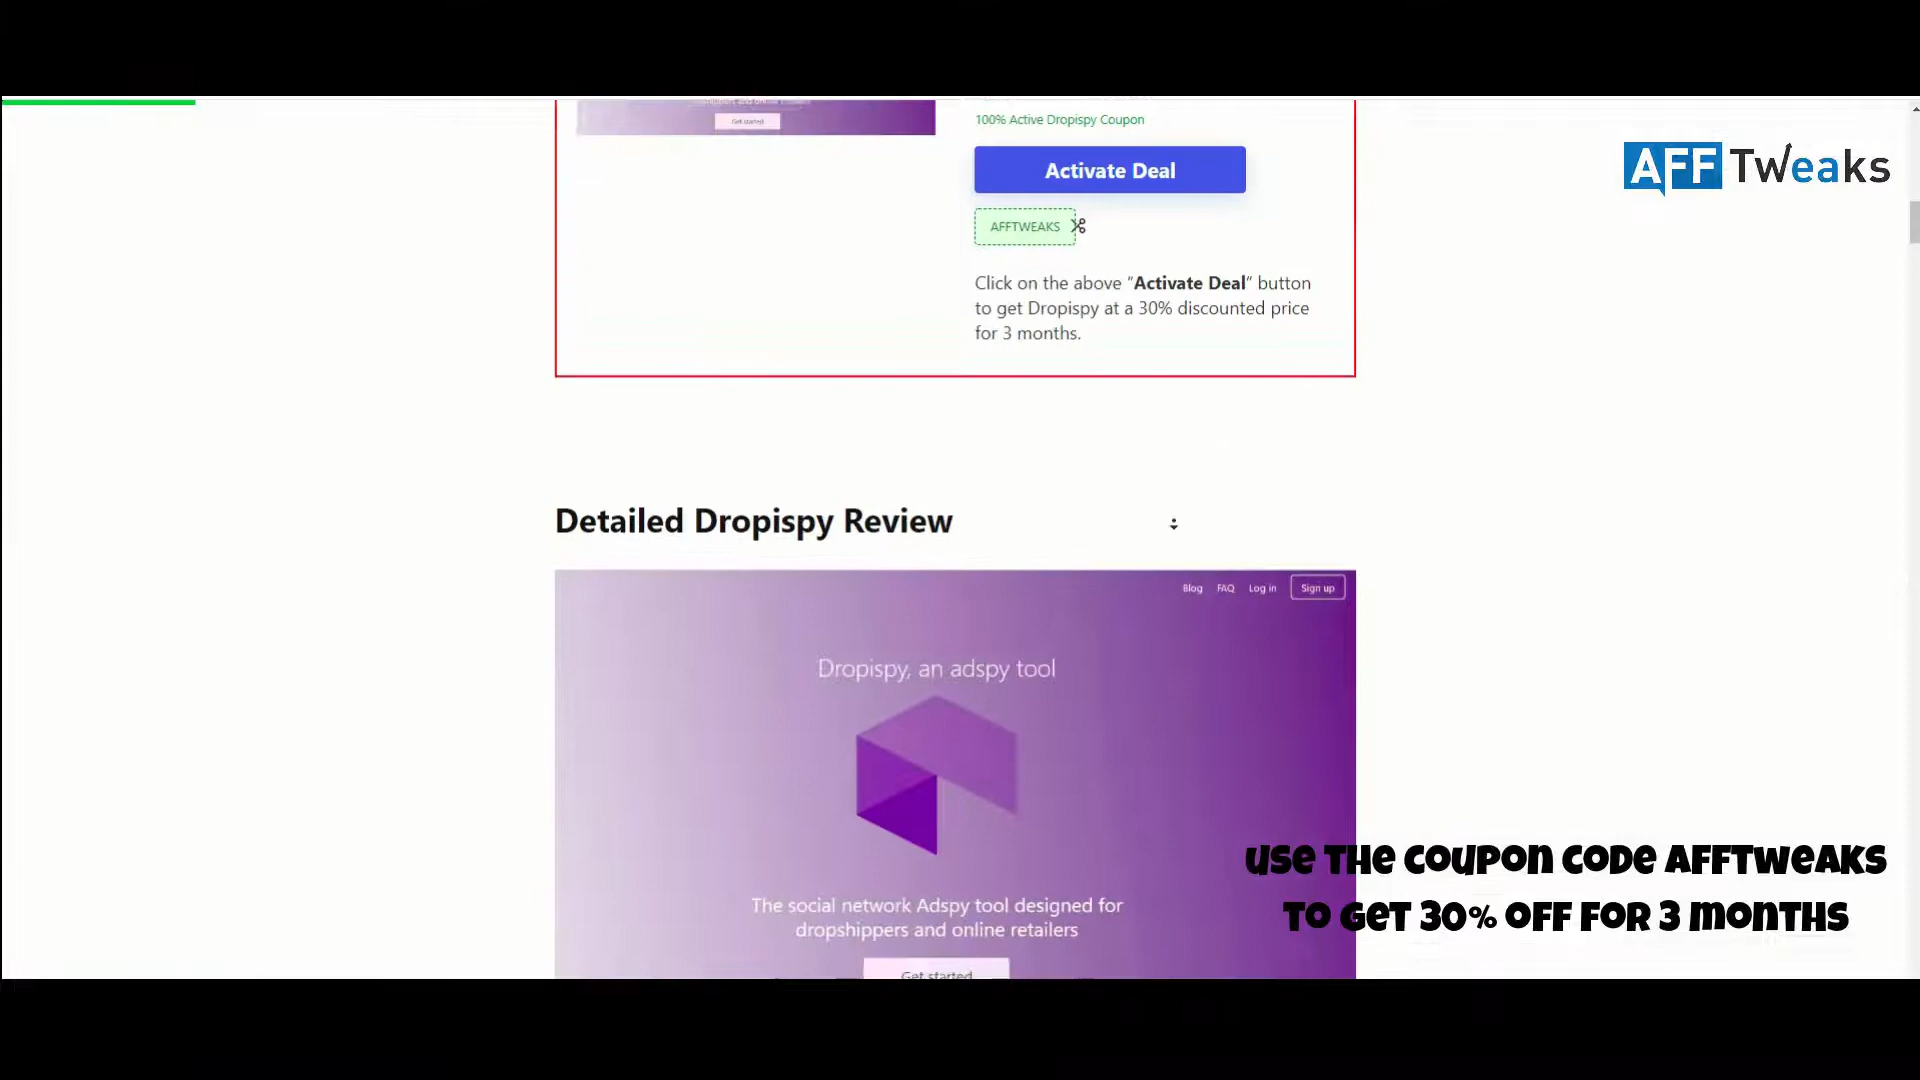 Get started
100% Active Dropispy Coupon
Activate Deal
AFFTWEAKS
Click on the above “Activate Deal” button
to get Dropispy at a 30% discounted price
for 3 months.
AFF Tweaks
Detailed Dropispy Review
Blog FAQ Log in Sign up
Dropispy, an adspy tool
The social network Adspy tool designed for
dropshippers and online retailers
Get started
use the coupon code AFFTWEAKS
to get 30% off for 3 months